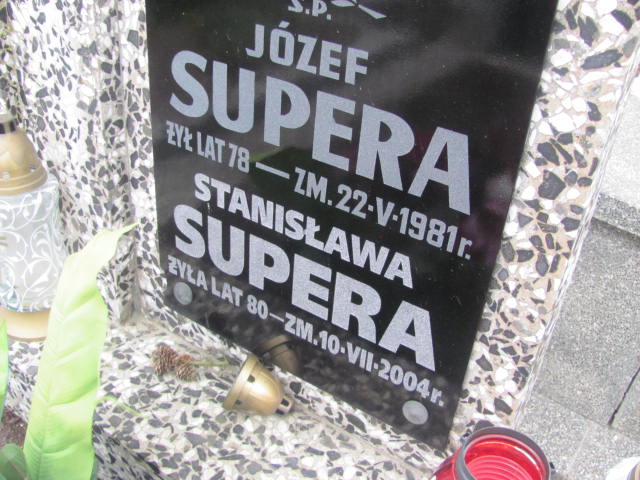 Ś.P.
JÓZEF
SUPERA
ŻYŁ LAT 78 — ZM. 22·V·1981 r.
STANISŁAWA
SUPERA
ŻYŁA LAT 80 — ZM. 10·VII·2004 r.